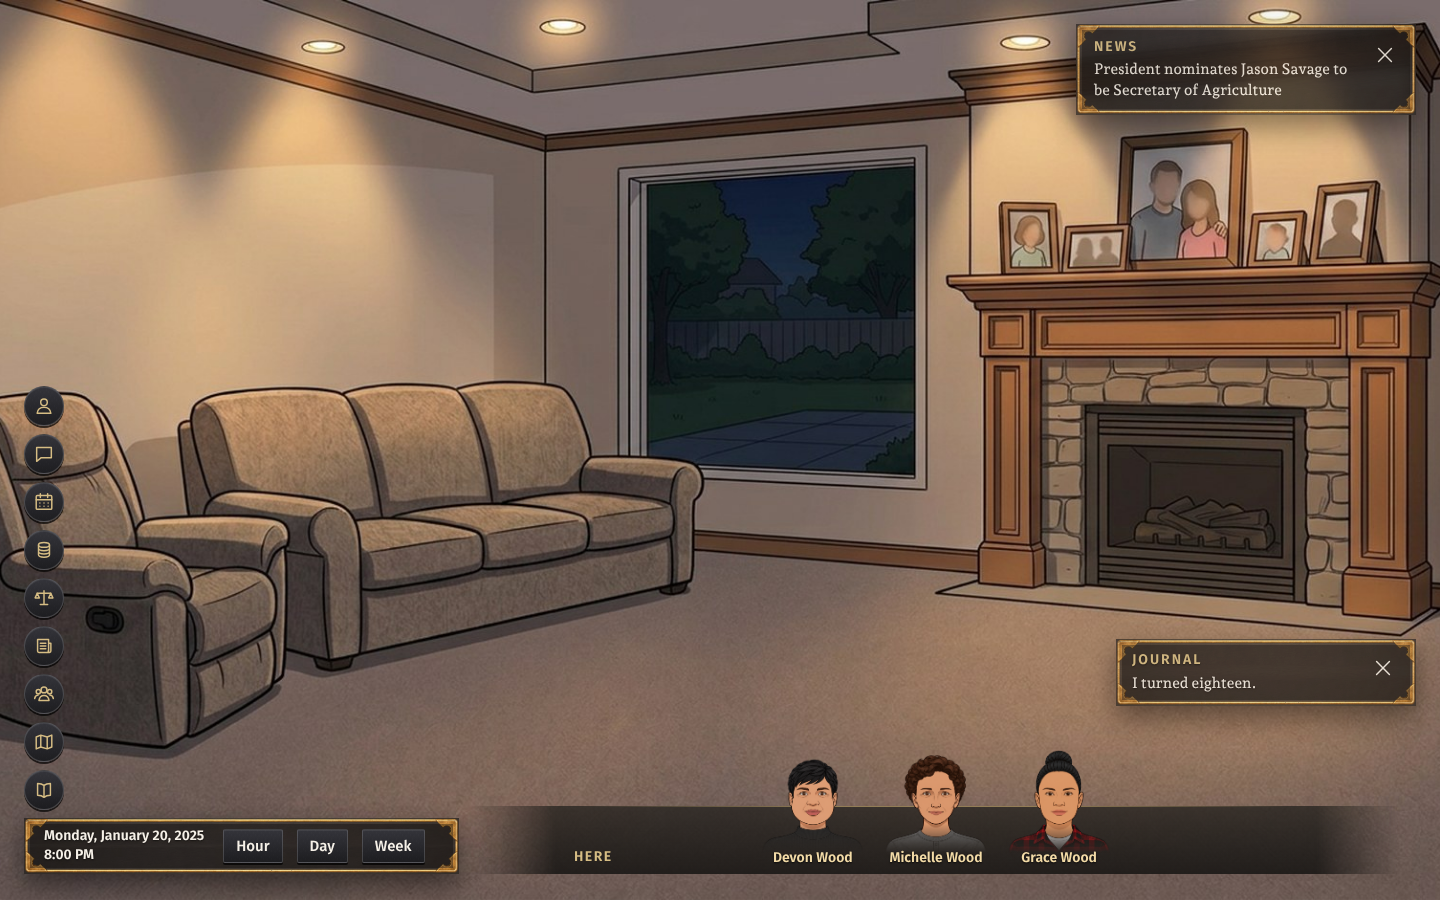 NEWS
President nominates Jason Savage to
be Secretary of Agriculture
JOURNAL
I turned eighteen.
Monday, January 20, 2025
8:00 PM
Hour
Day
Week
HERE
Devon Wood
Michelle Wood
Grace Wood